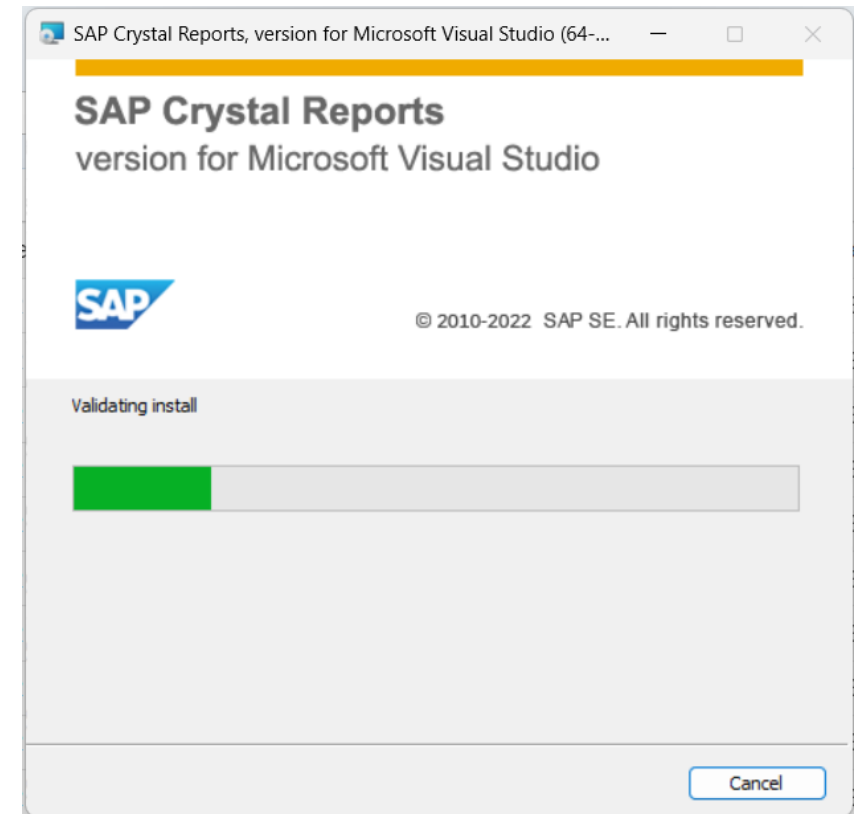 SAP Crystal Reports, version for Microsoft Visual Studio (64-...
SAP Crystal Reports
version for Microsoft Visual Studio
SAP
© 2010-2022 SAP SE. All rights reserved.
Validating install
Cancel